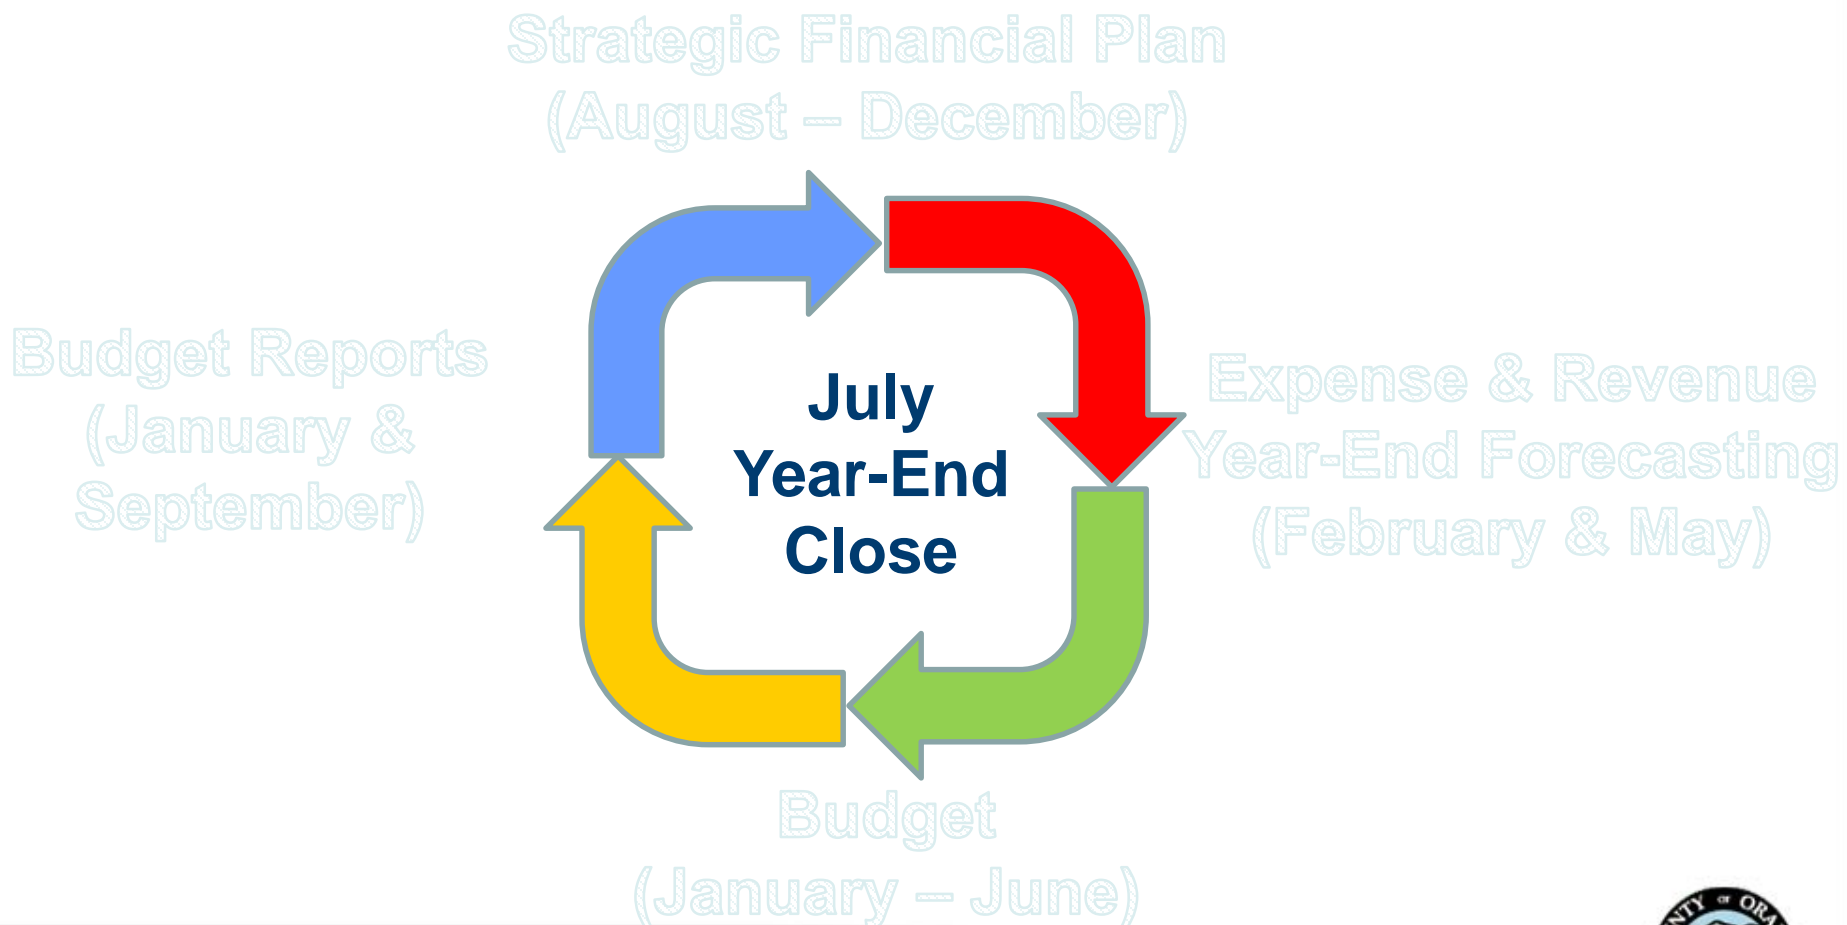 Strategic Financial Plan
(August – December)
Budget Reports
(January &
September)
July
Year-End
Close
Expense & Revenue
Year-End Forecasting
(February & May)
Budget
(January – June)
OF